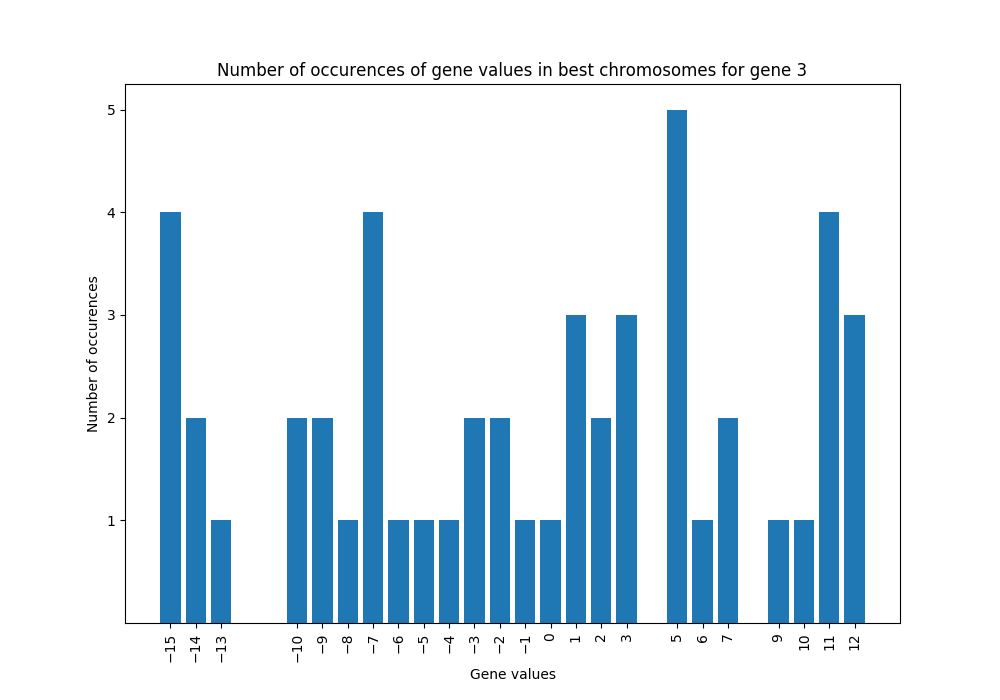 Number of occurences of gene values in best chromosomes for gene 3
Number of occurences
5
4
3
2
1
−15 −14 −13 −10 −9 −8 −7 −6 −5 −4 −3 −2 −1 0 1 2 3 5 6 7 9 10 11 12
Gene values